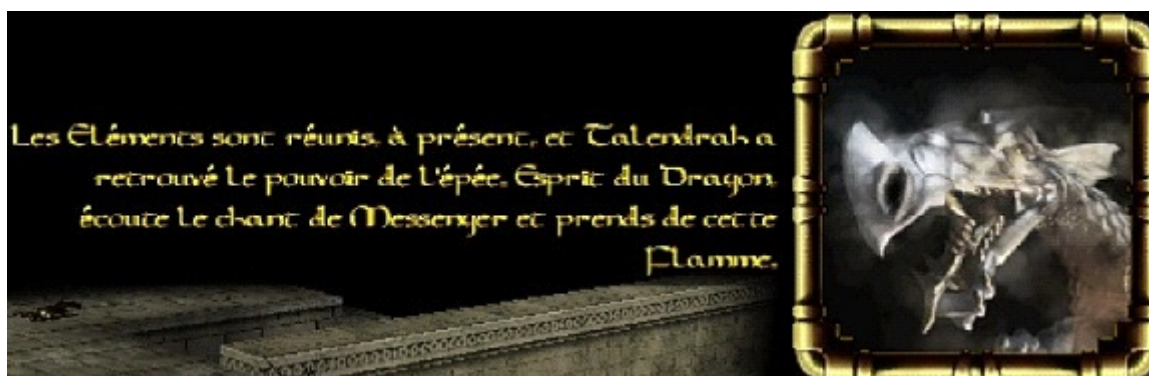 Les Eléments sont réunis, à présent, et Talendrah a
retrouvé le pouvoir de l'épée. Esprit du Dragon,
écoute le chant de Messenyer et prends de cette
Flamme.